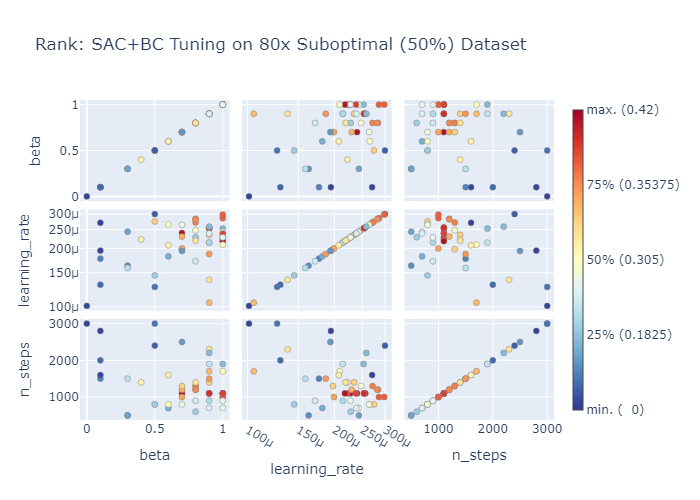 Rank: SAC+BC Tuning on 80x Suboptimal (50%) Dataset
beta
1
0.5
0
learning_rate
300μ
250μ
200μ
150μ
100μ
n_steps
3000
2000
1000
0 0.5 1
100μ 150μ 200μ 250μ 300μ
1000 2000 3000
beta
learning_rate
n_steps
max. (0.42)
75% (0.35375)
50% (0.305)
25% (0.1825)
min. ( 0)